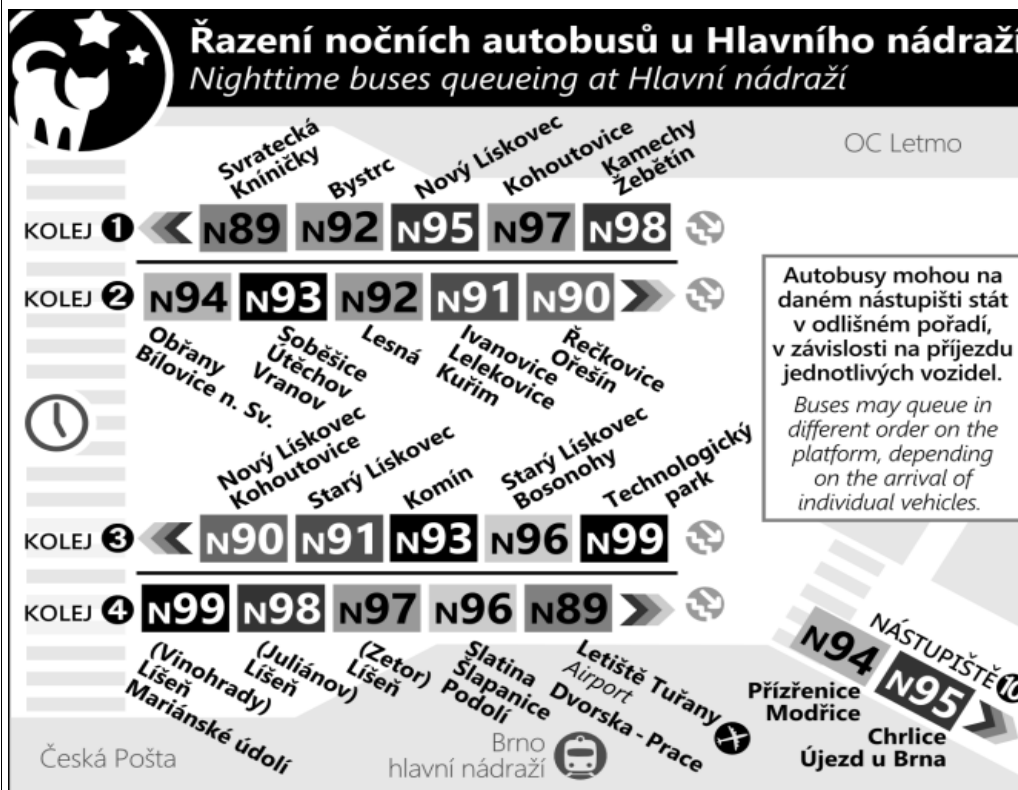 Řazení nočních autobusů u Hlavního nádraží
Nighttime buses queueing at Hlavní nádraží
OC Letmo
Svratecká
Kníničky
Bystrc
Nový Lískovec
Kohoutovice
Kamechy
Žebětín
KOLEJ 1 N89 N92 N95 N97 N98
KOLEJ 2 N94 N93 N92 N91 N90
Obřany
Bílovice n. Sv.
Soběšice
Útěchov
Vranov
Lesná
Ivanovice
Lelekovice
Kuřim
Řečkovice
Ořešín
Autobusy mohou na
daném nástupišti stát
v odlišném pořadí,
v závislosti na příjezdu
jednotlivých vozidel.
Buses may queue in
different order on the
platform, depending
on the arrival of
individual vehicles.
Nový Lískovec
Kohoutovice
Starý Lískovec
Komín
Starý Lískovec
Bosonohy
Technologický
park
KOLEJ 3 N90 N91 N93 N96 N99
KOLEJ 4 N99 N98 N97 N96 N89
(Vinohrady)
Líšeň
Mariánské údolí
(Juliánov)
Líšeň
(Zetor)
Líšeň
Slatina
Šlapanice
Podolí
Letiště Tuřany
Airport
Dvorska - Prace
NÁSTUPIŠTĚ 10
N94 N95
Přízřenice
Modřice
Chrlice
Újezd u Brna
Česká Pošta
Brno
hlavní nádraží